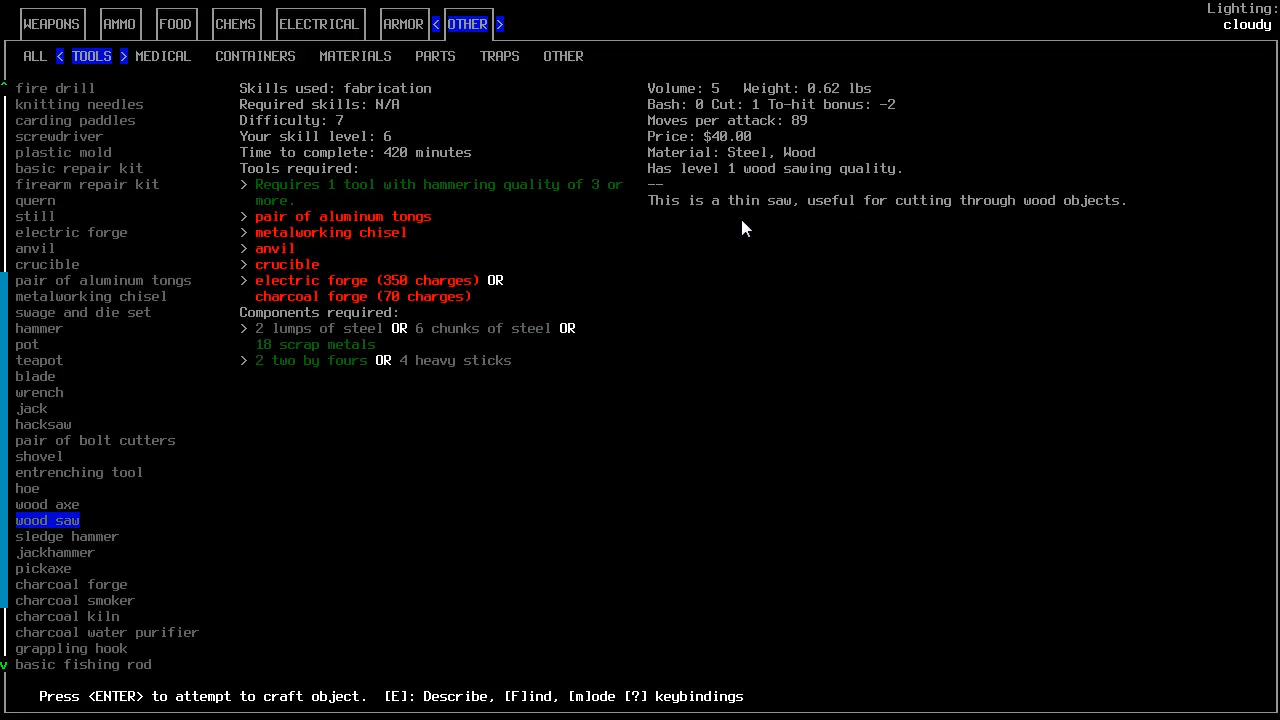 Lighting:
WEAPONS AMMO FOOD CHEMS ELECTRICAL ARMOR < OTHER > cloudy
ALL < TOOLS > MEDICAL CONTAINERS MATERIALS PARTS TRAPS OTHER
^ fire drill Skills used: fabrication Volume: 5 Weight: 0.62 lbs
knitting needles Required skills: N/A Bash: 0 Cut: 1 To-hit bonus: -2
carding paddles Difficulty: 7 Moves per attack: 89
screwdriver Your skill level: 6 Price: $40.00
plastic mold Time to complete: 420 minutes Material: Steel, Wood
basic repair kit Tools required: Has level 1 wood sawing quality.
firearm repair kit > Requires 1 tool with hammering quality of 3 or --
quern more. This is a thin saw, useful for cutting through wood objects.
still > pair of aluminum tongs
electric forge > metalworking chisel
anvil > anvil
crucible > crucible
pair of aluminum tongs > electric forge (350 charges) OR
metalworking chisel charcoal forge (70 charges)
swage and die set Components required:
hammer > 2 lumps of steel OR 6 chunks of steel OR
pot 18 scrap metals
teapot > 2 two by fours OR 4 heavy sticks
blade
wrench
jack
hacksaw
pair of bolt cutters
shovel
entrenching tool
hoe
wood axe
wood saw
sledge hammer
jackhammer
pickaxe
charcoal forge
charcoal smoker
charcoal kiln
charcoal water purifier
grappling hook
v basic fishing rod
Press <ENTER> to attempt to craft object. [E]: Describe, [F]ind, [m]ode [?] keybindings